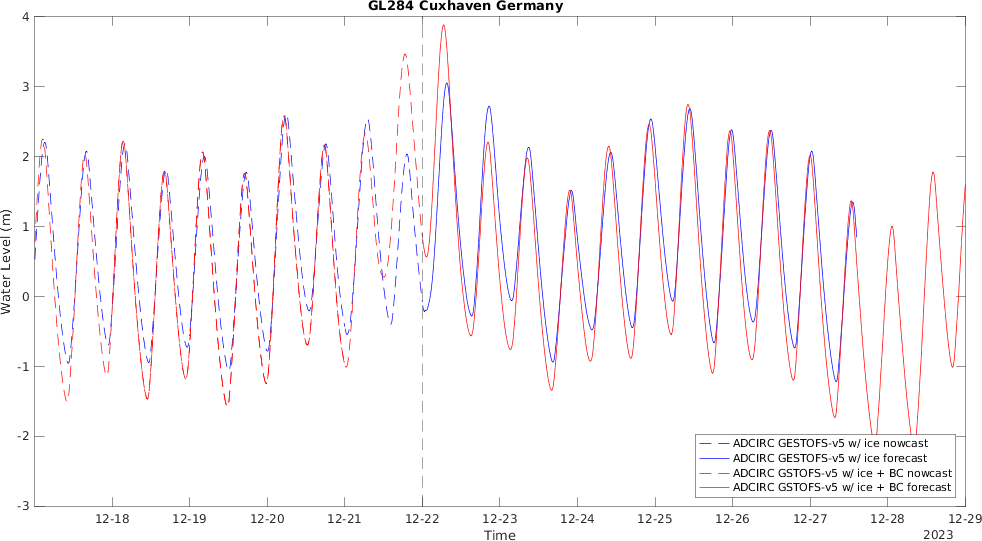 GL284 Cuxhaven Germany
4
3
2
1
0
-1
-2
-3
Water Level (m)
ADCIRC GESTOFS-v5 w/ ice nowcast
ADCIRC GESTOFS-v5 w/ ice forecast
ADCIRC GSTOFS-v5 w/ ice + BC nowcast
ADCIRC GSTOFS-v5 w/ ice + BC forecast
12-18 12-19 12-20 12-21 12-22 12-23 12-24 12-25 12-26 12-27 12-28 12-29
Time 2023